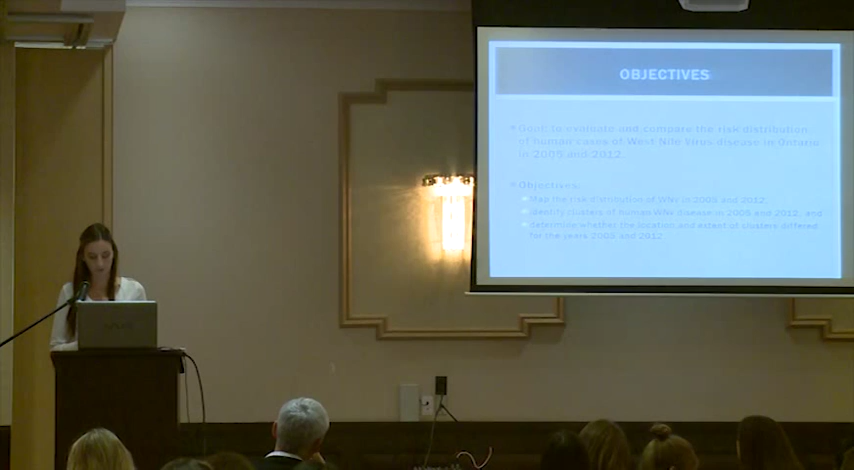 OBJECTIVES
Goal: to evaluate and compare the risk distribution
of human cases of West Nile Virus disease in Ontario
in 2005 and 2012
Objectives:
Map the risk distribution of WNv in 2005 and 2012,
identify clusters of human WNv disease in 2005 and 2012, and
determine whether the location and extent of clusters differed
for the years 2005 and 2012